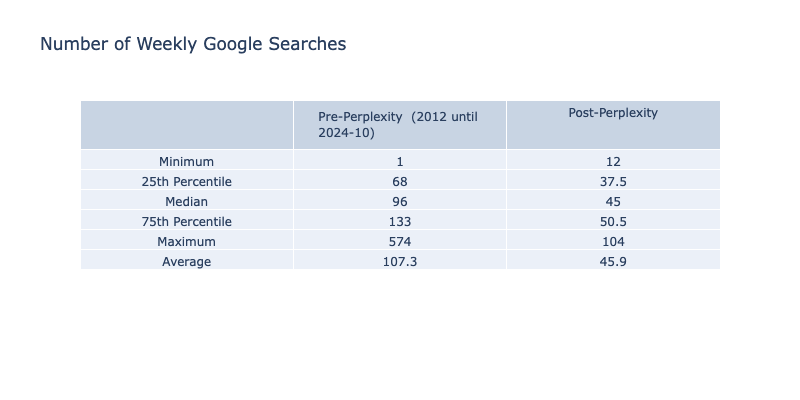 Number of Weekly Google Searches
Pre-Perplexity  (2012 until
2024-10)
Post-Perplexity
Minimum 1 12
25th Percentile 68 37.5
Median 96 45
75th Percentile 133 50.5
Maximum 574 104
Average 107.3 45.9